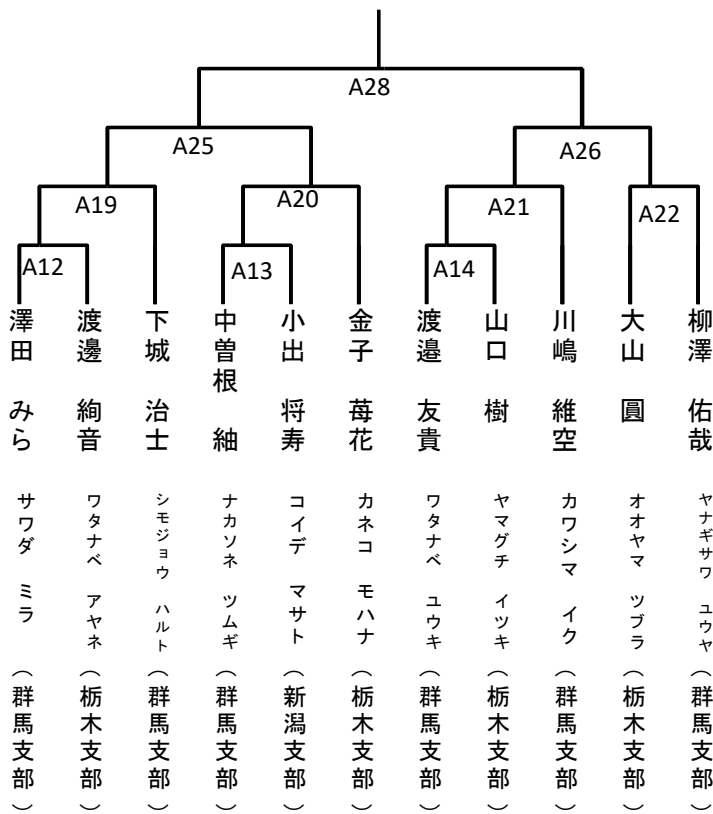 A28
A25
A26
A19
A20
A21
A22
A12
A13
A14
澤田 みら サワダ ミラ （群馬支部）
渡邊 絢音 ワタナベ アヤネ （栃木支部）
下城 治士 シモジョウ ハルト （群馬支部）
中曽根 紬 ナカソネ ツムギ （群馬支部）
小出 将寿 コイデ マサト （新潟支部）
金子 苺花 カネコ モハナ （栃木支部）
渡邉 友貴 ワタナベ ユウキ （群馬支部）
山口 樹 ヤマグチ イツキ （栃木支部）
川嶋 維空 カワシマ イク （群馬支部）
大山 圓 オオヤマ ツブラ （栃木支部）
柳澤 佑哉 ヤナギサワ ユウヤ （群馬支部）